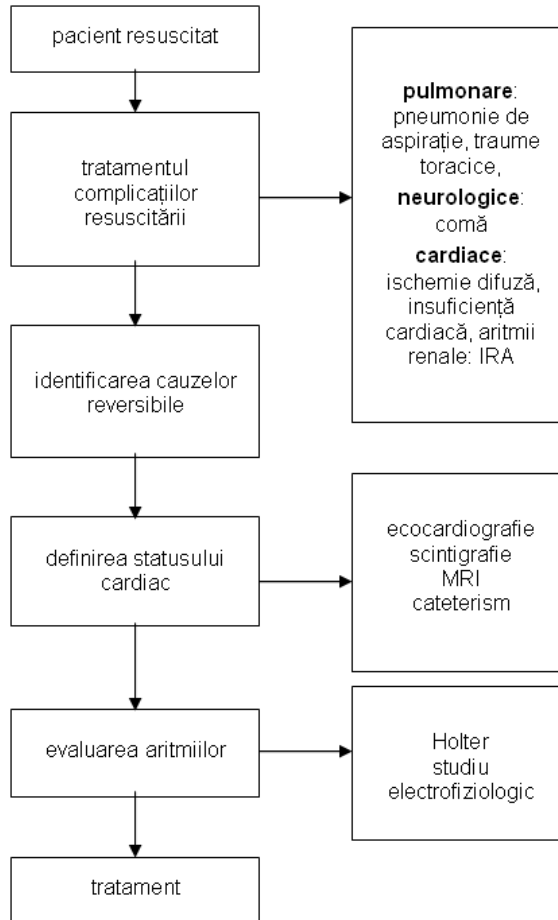 pacient resuscitat
tratamentul
complicațiilor
resuscitării
pulmonare:
pneumonie de
aspirație, traume
toracice,
neurologice:
comă
cardiace:
ischemie difuză,
insuficiență
cardiacă, aritmii
renale: IRA
identificarea cauzelor
reversibile
definirea statusului
cardiac
ecocardiografie
scintigrafie
MRI
cateterism
evaluarea aritmiilor
Holter
studiu
electrofiziologic
tratament